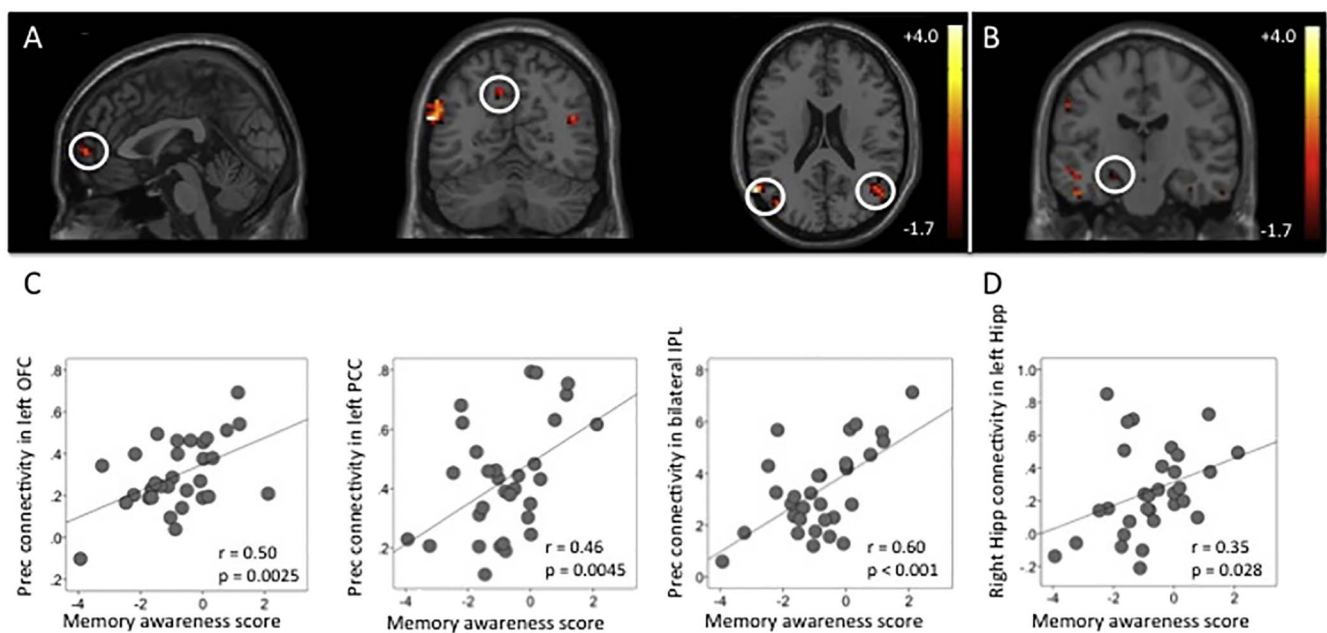 A
+4.0
-1.7
B
+4.0
-1.7
C
Prec connectivity in left OFC
.8
.6
.4
.2
.0
.2
-4 -2 0 2
Memory awareness score
r = 0.50
p = 0.0025
Prec connectivity in left PCC
.8
.6
.4
.2
-4 -2 0 2
Memory awareness score
r = 0.46
p = 0.0045
Prec connectivity in bilateral IPL
8
6
4
2
0
-4 -2 0 2
Memory awareness score
r = 0.60
p < 0.001
D
Right Hipp connectivity in left Hipp
1.0
.8
.6
.4
.2
.0
-.2
-4 -2 0 2
Memory awareness score
r = 0.35
p = 0.028